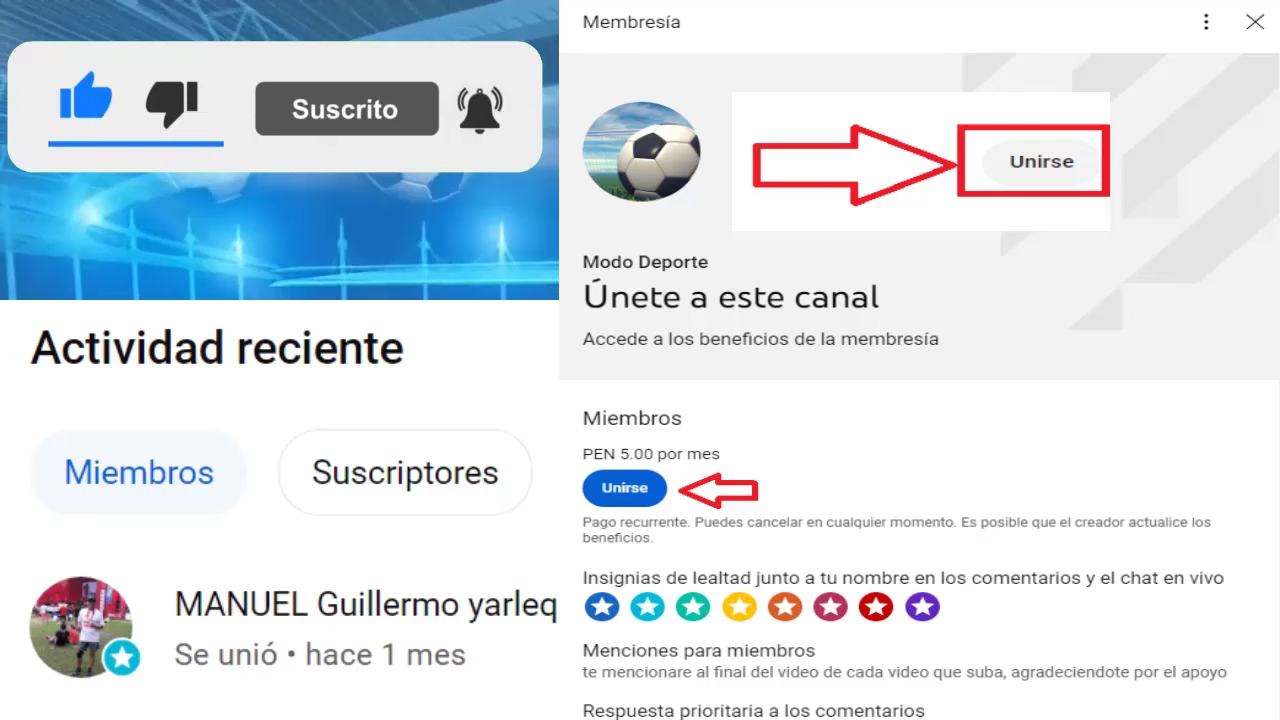 Suscrito
Actividad reciente
Miembros
Suscriptores
MANUEL Guillermo yarleq
Se unió • hace 1 mes
Membresía
Unirse
Modo Deporte
Únete a este canal
Accede a los beneficios de la membresía
Miembros
PEN 5.00 por mes
Unirse
Pago recurrente. Puedes cancelar en cualquier momento. Es posible que el creador actualice los
beneficios.
Insignias de lealtad junto a tu nombre en los comentarios y el chat en vivo
Menciones para miembros
te mencionare al final del video de cada video que suba, agradeciendote por el apoyo
Respuesta prioritaria a los comentarios